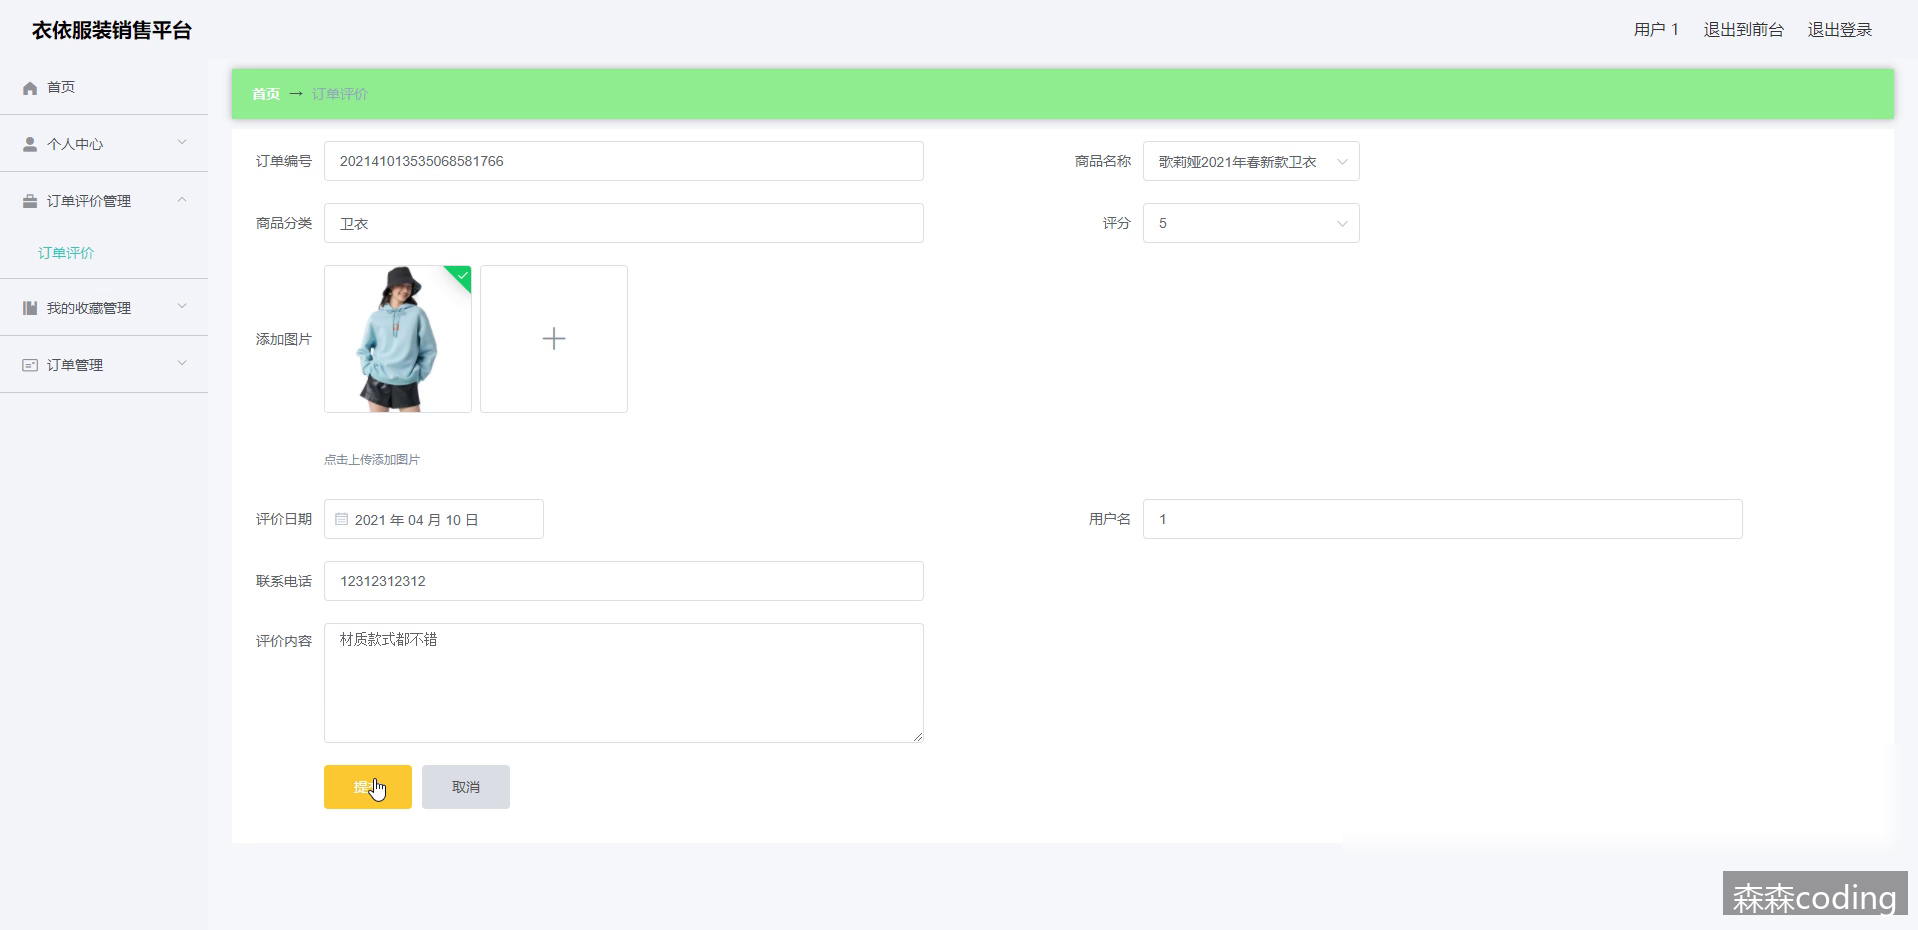 衣依服装销售平台
用户 1 退出到前台 退出登录
首页
个人中心
订单评价管理
订单评价
我的收藏管理
订单管理
首页 → 订单评价
订单编号 202141013535068581766
商品名称 歌莉娅2021年春新款卫衣
商品分类 卫衣
评分 5
添加图片
点击上传添加图片
评价日期 2021 年 04 月 10 日
用户名 1
联系电话 12312312312
评价内容 材质款式都不错
提
取消
森森coding